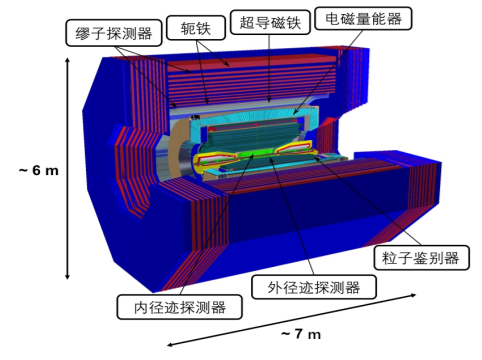 缪子探测器
轭铁
超导磁铁
电磁量能器
~ 6 m
粒子鉴别器
内径迹探测器
外径迹探测器
~ 7 m